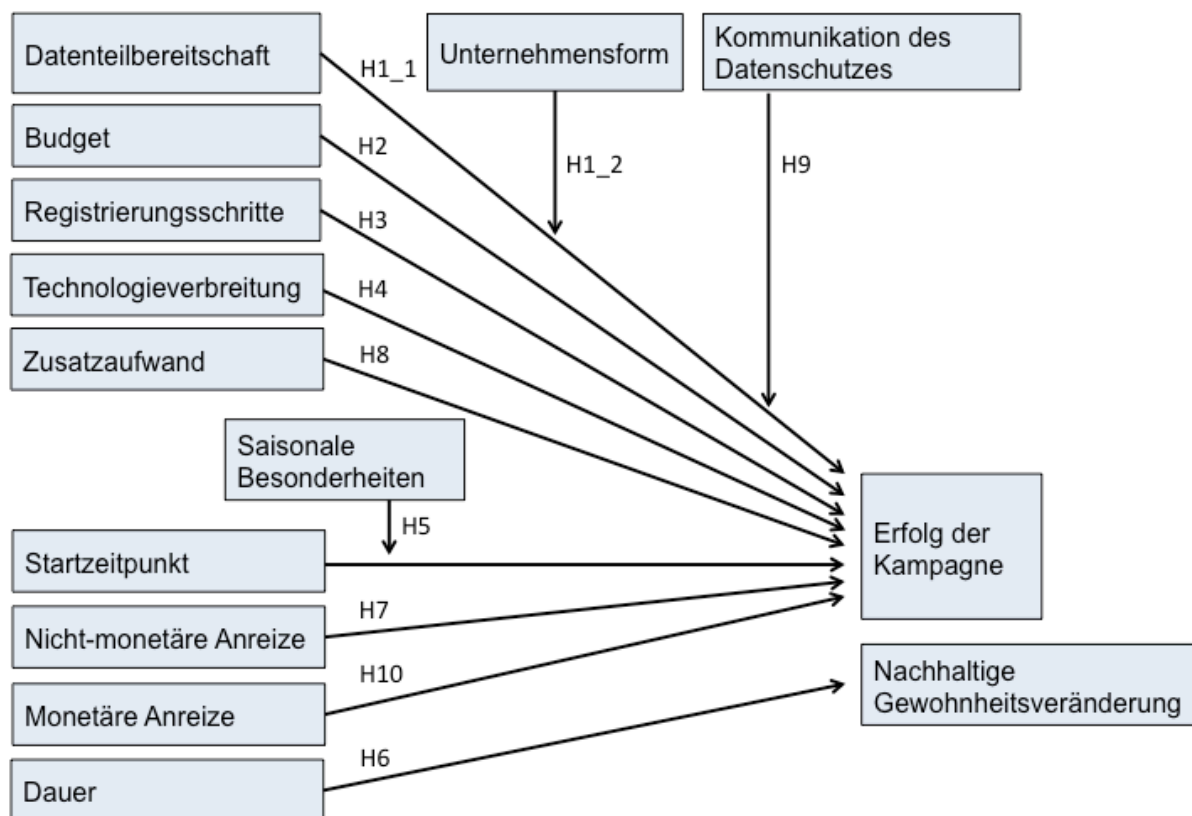 Datenteilbereitschaft
Unternehmensform
Kommunikation des
Datenschutzes
H1_1
Budget
H2
H1_2
H9
Registrierungsschritte
H3
Technologieverbreitung
H4
Zusatzaufwand
H8
Saisonale
Besonderheiten
H5
Startzeitpunkt
Erfolg der
Kampagne
Nicht-monetäre Anreize
H7
Monetäre Anreize
H10
Nachhaltige
Gewohnheitsveränderung
Dauer
H6